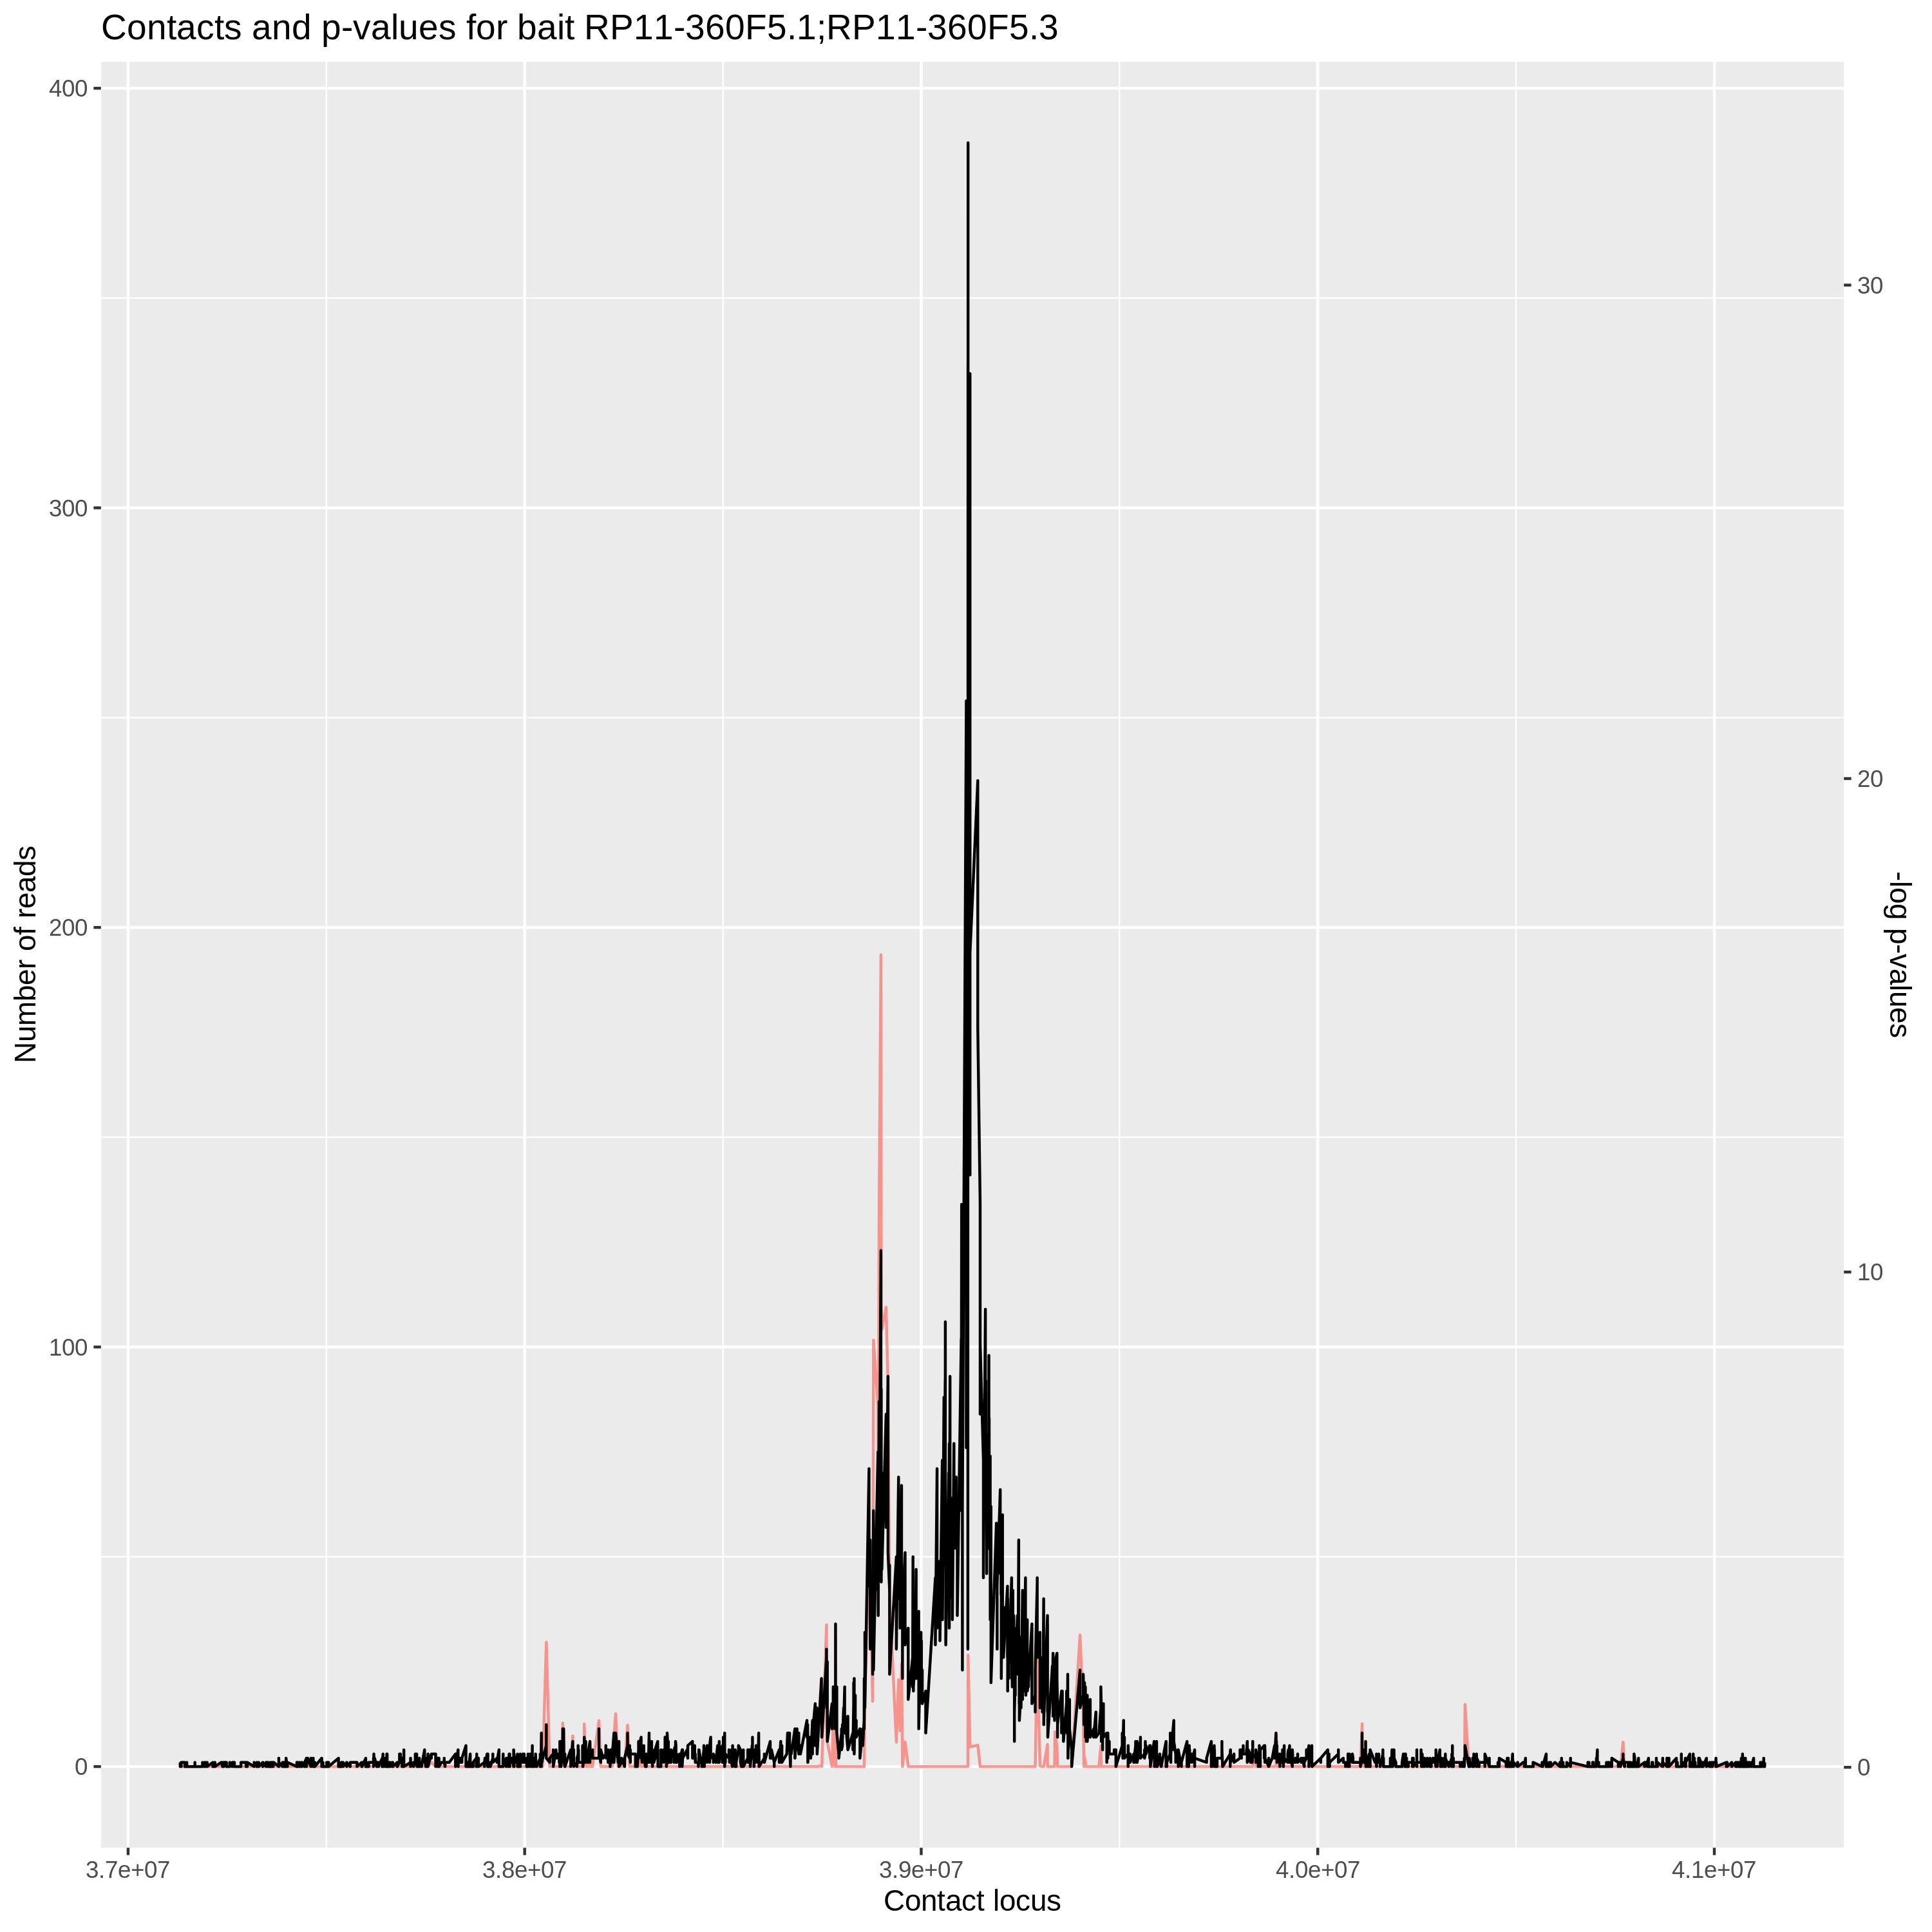 Contacts and p-values for bait RP11-360F5.1;RP11-360F5.3
400
300
200
100
0
30
20
10
0
Number of reads
-log p-values
3.7e+07
3.8e+07
3.9e+07
4.0e+07
4.1e+07
Contact locus